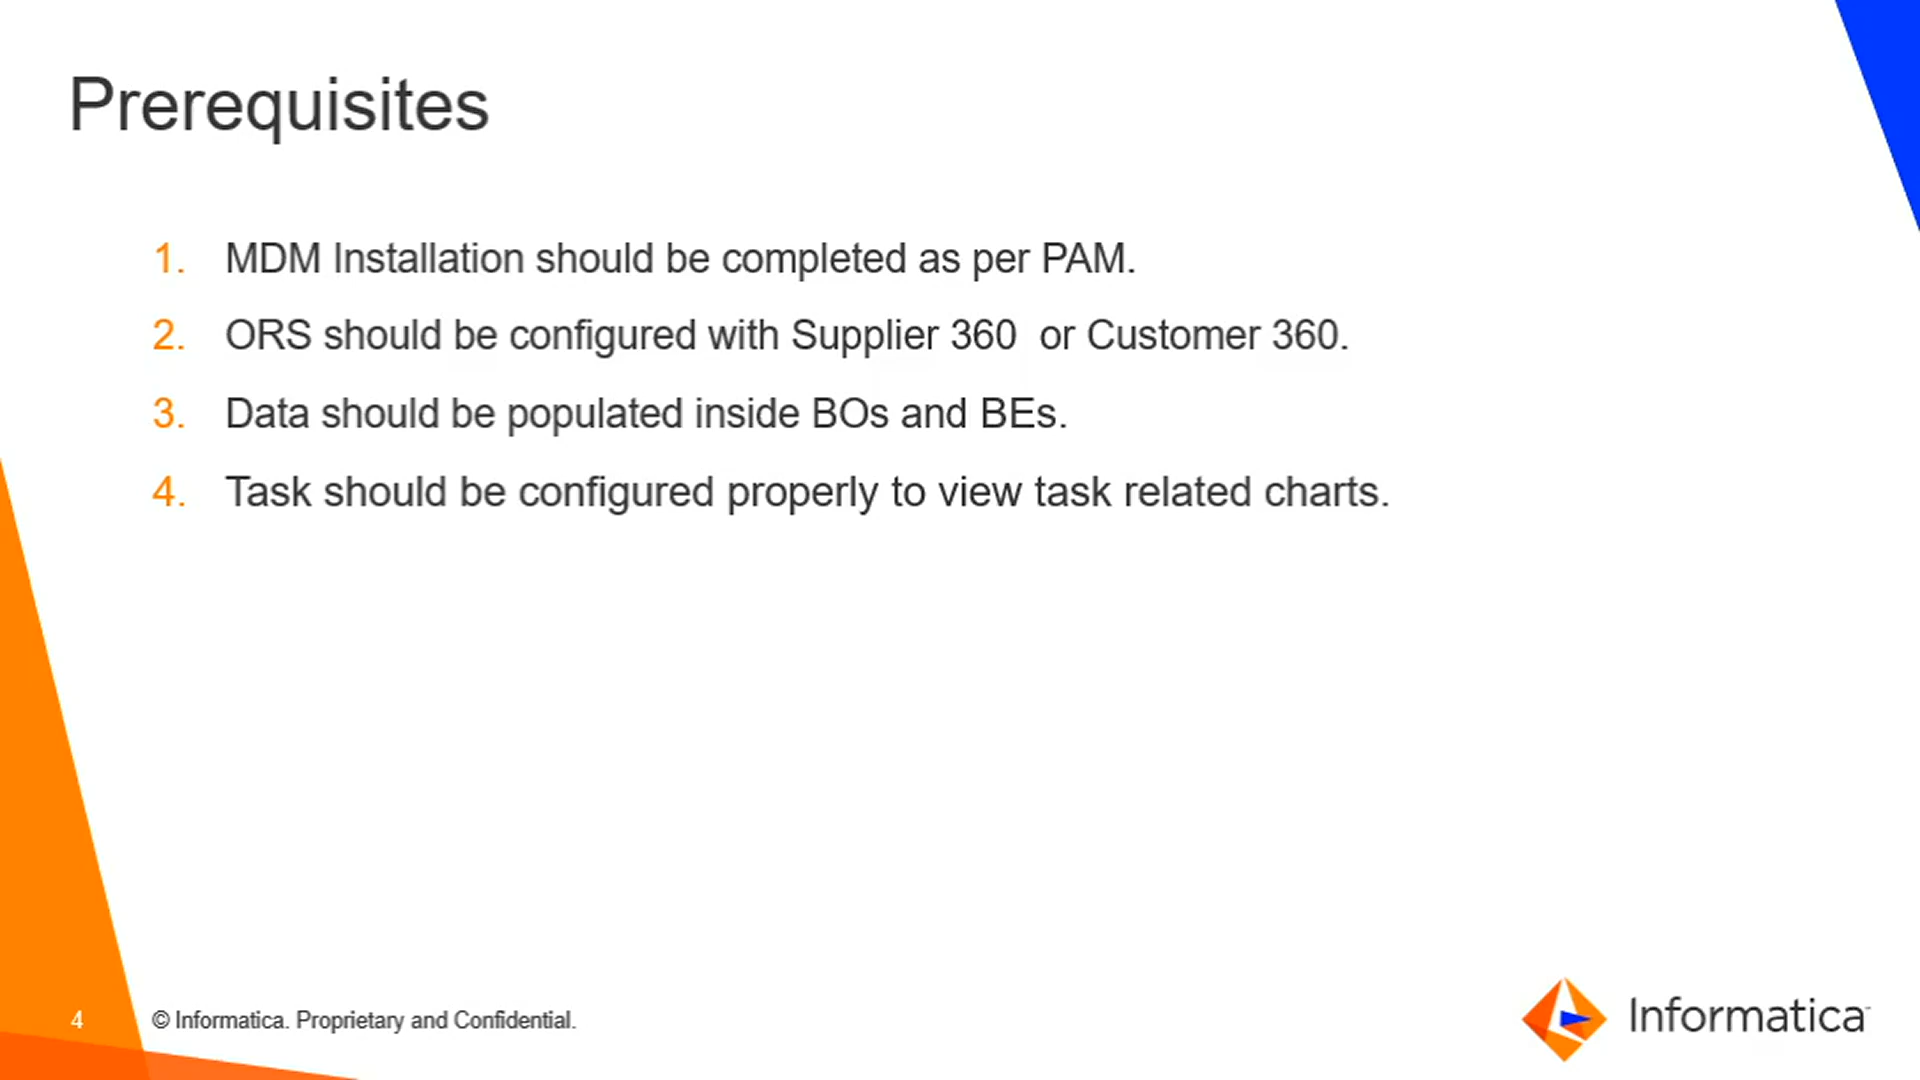 Prerequisites
1. MDM Installation should be completed as per PAM.
2. ORS should be configured with Supplier 360  or Customer 360.
3. Data should be populated inside BOs and BEs.
4. Task should be configured properly to view task related charts.
4
© Informatica. Proprietary and Confidential.
Informatica